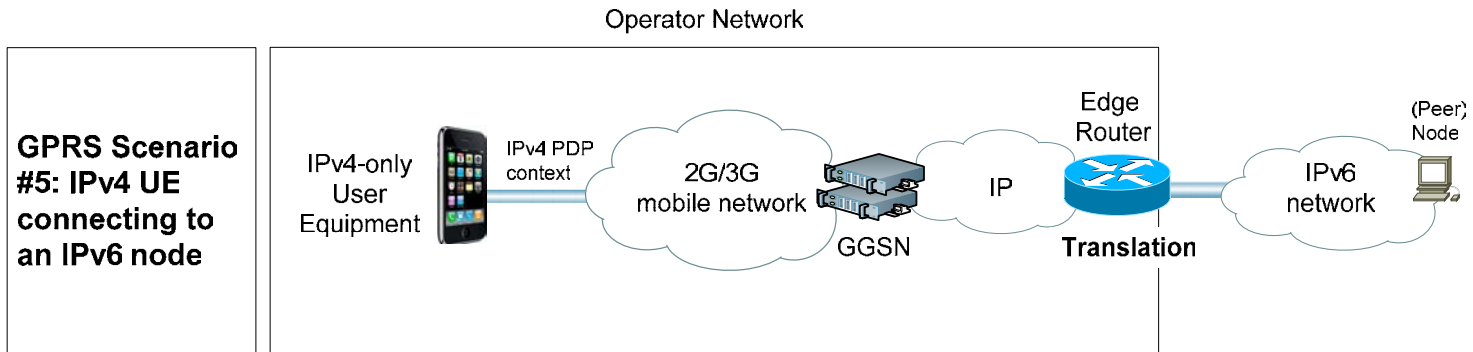 Operator Network
GPRS Scenario
#5: IPv4 UE
connecting to
an IPv6 node
IPv4-only
User
Equipment
IPv4 PDP
context
2G/3G
mobile network
GGSN
IP
Edge
Router
Translation
IPv6
network
(Peer)
Node